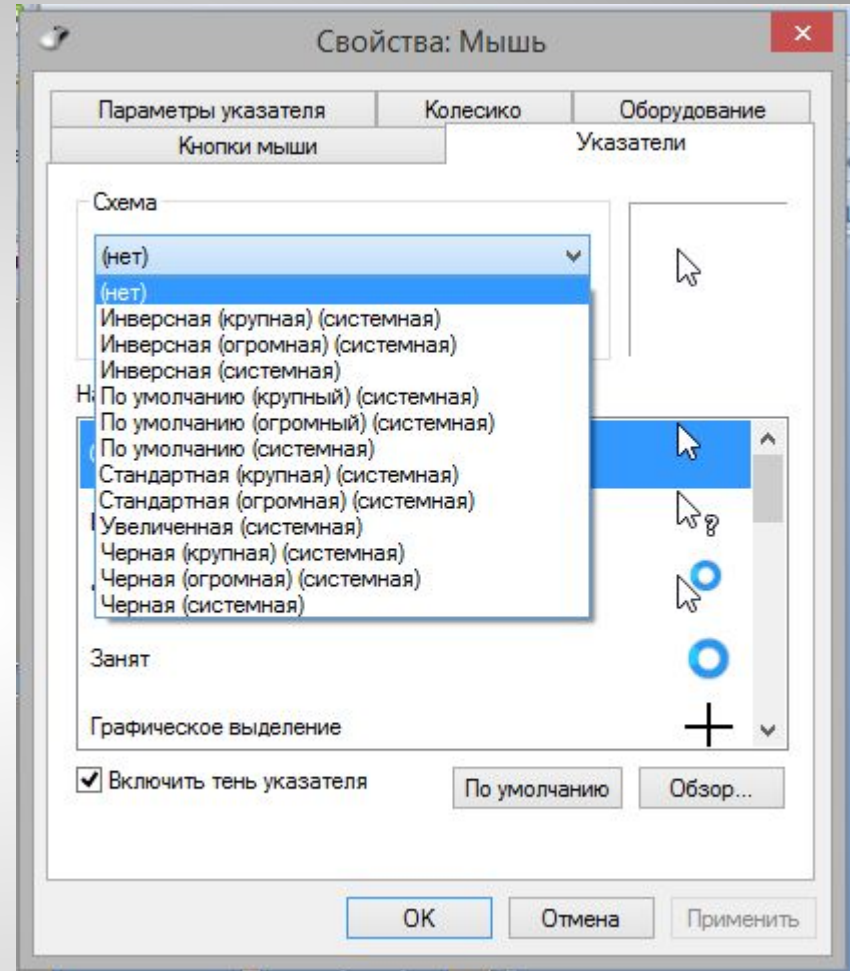 Свойства: Мышь
Параметры указателя
Колесико
Оборудование
Кнопки мыши
Указатели
Схема
(нет)
(нет)
Инверсная (крупная) (системная)
Инверсная (огромная) (системная)
Инверсная (системная)
По умолчанию (крупный) (системная)
По умолчанию (огромный) (системная)
По умолчанию (системная)
Стандартная (крупная) (системная)
Стандартная (огромная) (системная)
Увеличенная (системная)
Черная (крупная) (системная)
Черная (огромная) (системная)
Черная (системная)
Занят
Графическое выделение
Включить тень указателя
По умолчанию
Обзор...
OK
Отмена
Применить